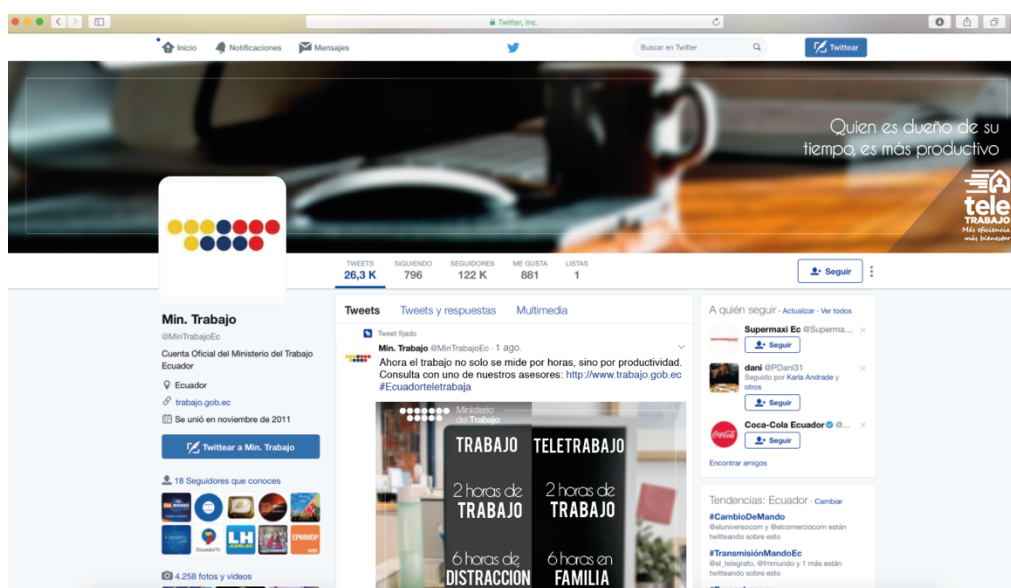 Twitter, Inc.
Inicio
Notificaciones
Mensajes
Buscar en Twitter
Twittear
Quien es dueño de su
tiempo, es más productivo
tele
TRABAJO
Más eficiencia
más bienestar
TWEETS
26,3 K
SIGUIENDO
796
SEGUIDORES
122 K
ME GUSTA
881
LISTAS
1
Seguir
Min. Trabajo
@MinTrabajoEc
Cuenta Oficial del Ministerio del Trabajo
Ecuador
Ecuador
trabajo.gob.ec
Se unió en noviembre de 2011
Twittear a Min. Trabajo
18 Seguidores que conoces
LH
EPMMOP
4.258 fotos y videos
Tweets Tweets y respuestas Multimedia
Tweet fijado
Min. Trabajo @MinTrabajoEc · 1 ago.
Ahora el trabajo no solo se mide por horas, sino por productividad.
Consulta con uno de nuestros asesores: http://www.trabajo.gob.ec
#Ecuadorteletrabaja
Ministerio
del Trabajo
TRABAJO
2 horas de
TRABAJO
6 horas de
DISTRACCION
TELETRABAJO
2 horas de
TRABAJO
6 horas en
FAMILIA
A quién seguir · Actualizar · Ver todos
Supermaxi Ec @Superma...
Seguir
dani @PDani31
Seguido por Karla Andrade y
otros
Seguir
Coca-Cola Ecuador @...
Seguir
Encontrar amigos
Tendencias: Ecuador · Cambiar
#CambioDeMando
@eluniversocom y @elcomerciocom están
twitteando sobre esto
#TransmisiónMandoEc
@el_telegrafo, @fmmundo y 1 más están
twitteando sobre esto